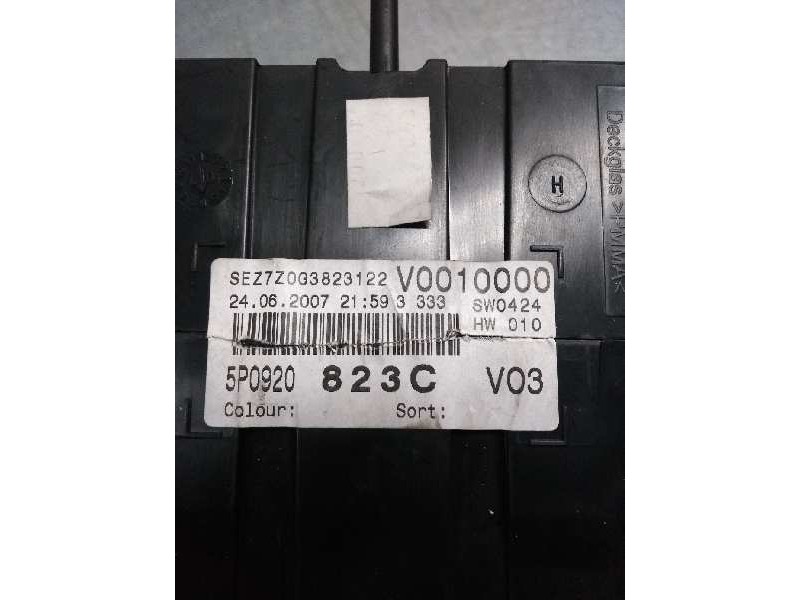 H
Deckglas >PMMA<
SEZ7Z0G3823122 V0010000
24.06.2007 21:59 3 333 SW0424
HW 010
5P0920 823C V03
Colour: Sort: